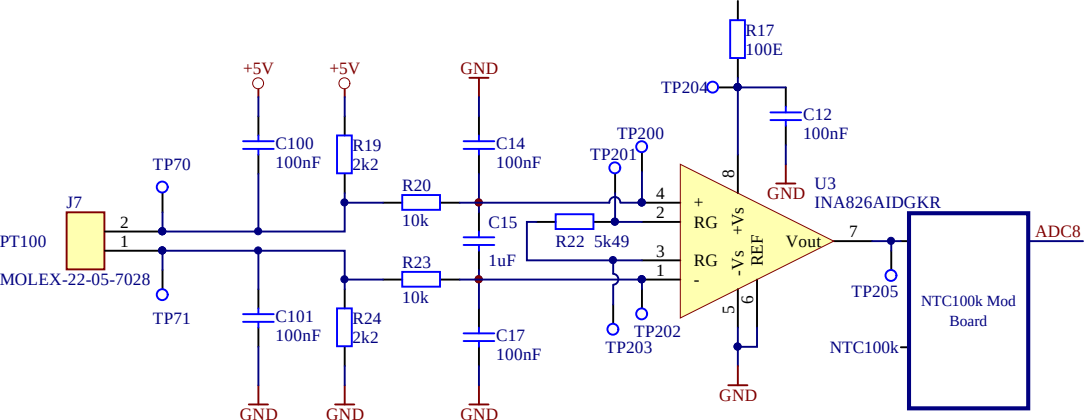 R17
100E
+5V
+5V
GND
TP204
C12
100nF
C100
100nF
R19
2k2
C14
100nF
TP200
TP201
TP70
8
GND
U3
INA826AIDGKR
J7
R20
4
+
+Vs
2
10k
C15
2
RG
R22 5k49
Vout
7
ADC8
PT100
1
1uF
3
RG
-Vs
REF
MOLEX-22-05-7028
R23
1
-
10k
TP205
NTC100k Mod
Board
TP71
C101
100nF
R24
2k2
C17
100nF
TP202
TP203
5
6
NTC100k
GND
GND
GND
GND